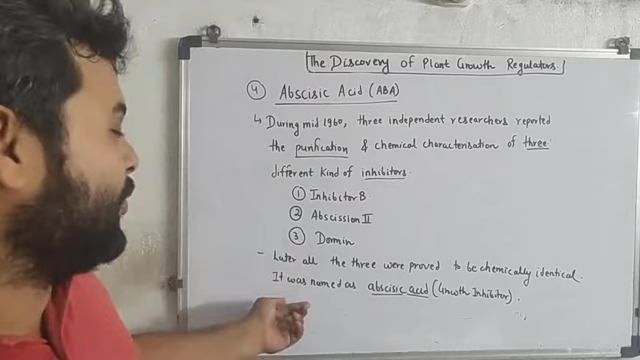 The Discovery of Plant Growth Regulators.
4 Abscisic Acid (ABA)
↳ During mid 1960, three independent researchers reported
the purification & chemical characterisation of three
different kind of inhibitors.
1 Inhibitor B
2 Abscission II
3 Dormin
- Later all the three were proved to be chemically identical.
It was named as abscisic acid (Growth Inhibitor).